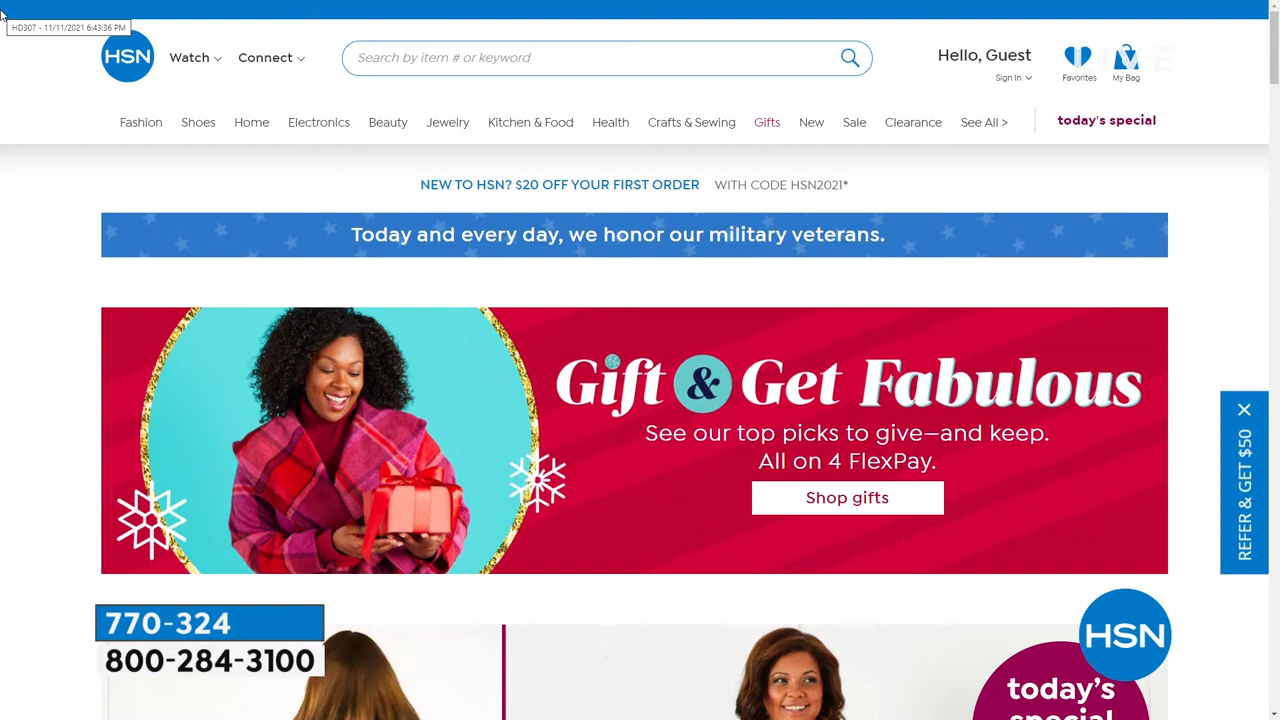 HD307 - 11/11/2021 6:43:36 PM
HSN
Watch
Connect
Search by item # or keyword
Hello, Guest
Sign In
Favorites
My Bag
LIVE
Fashion
Shoes
Home
Electronics
Beauty
Jewelry
Kitchen & Food
Health
Crafts & Sewing
Gifts
New
Sale
Clearance
See All >
today's special
NEW TO HSN? $20 OFF YOUR FIRST ORDER WITH CODE HSN2021*
Today and every day, we honor our military veterans.
Gift & Get Fabulous
See our top picks to give—and keep.
All on 4 FlexPay.
Shop gifts
REFER & GET $50
770-324
800-284-3100
HSN
today's
special